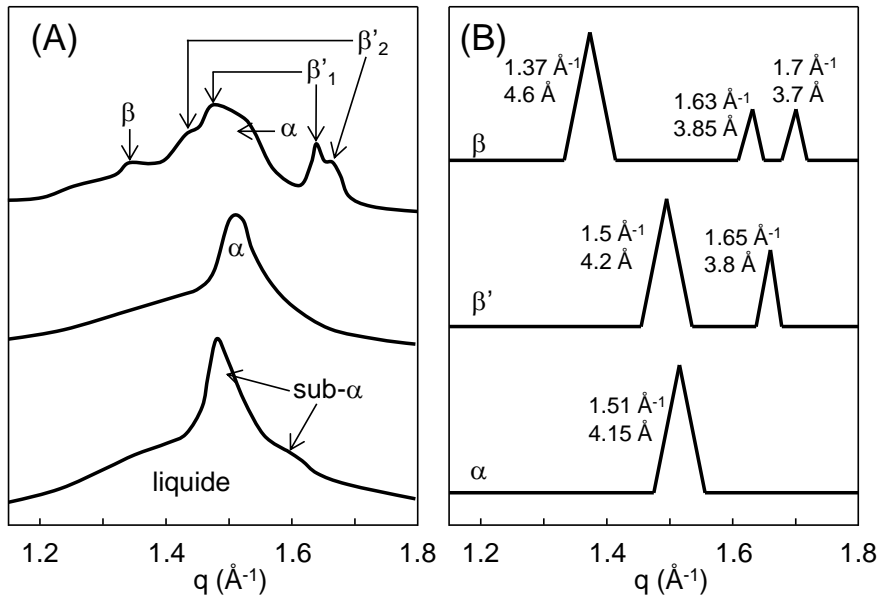 (A)
β'₂
β'₁
β
α
α
sub-α
liquide
1.2 1.4 1.6 1.8
q (Å⁻¹)
(B)
1.37 Å⁻¹
4.6 Å
1.63 Å⁻¹
3.85 Å
1.7 Å⁻¹
3.7 Å
β
1.5 Å⁻¹
4.2 Å
1.65 Å⁻¹
3.8 Å
β'
1.51 Å⁻¹
4.15 Å
α
1.2 1.4 1.6 1.8
q (Å⁻¹)